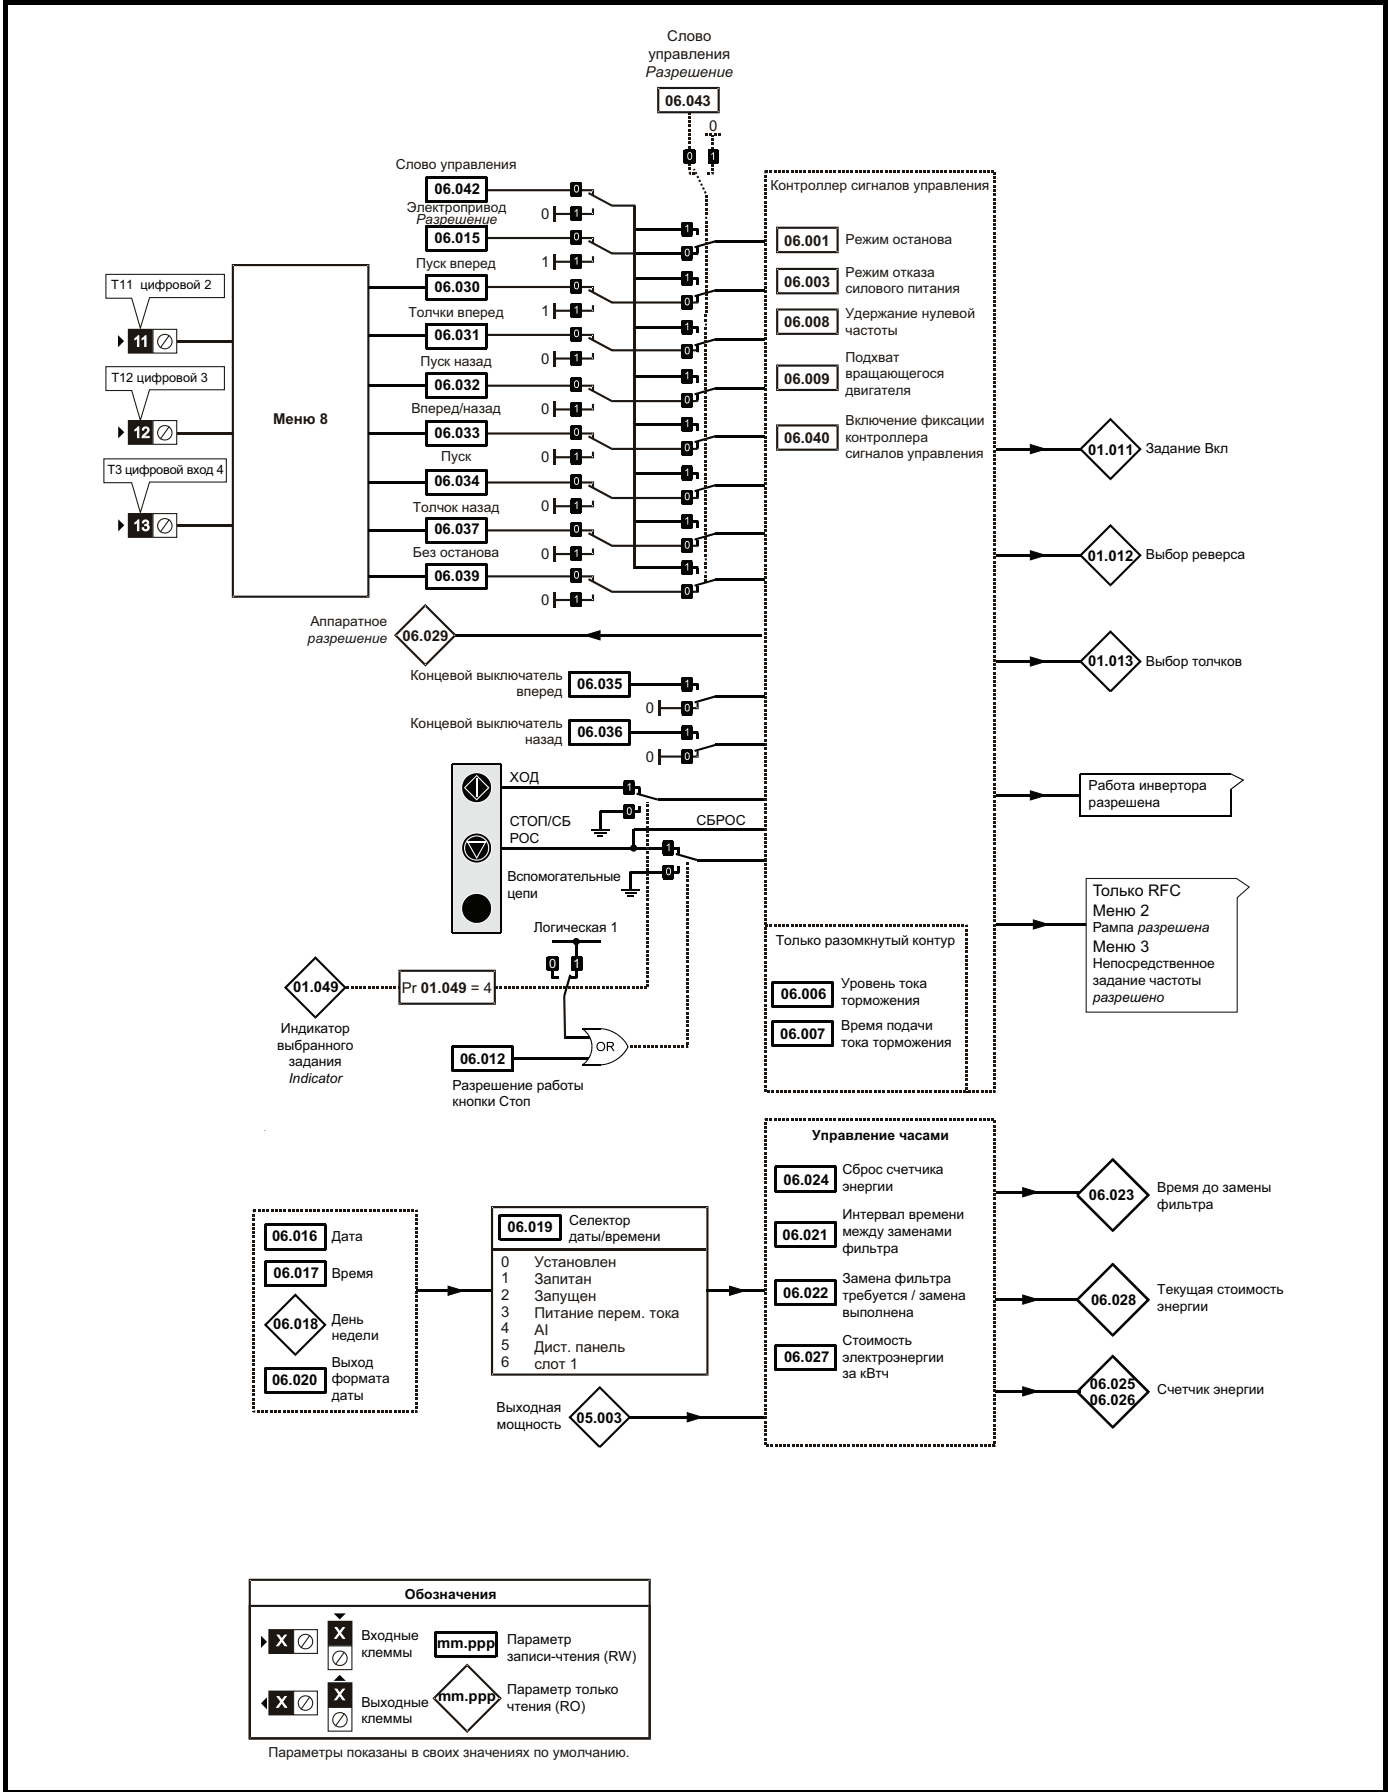 Слово
управления
Разрешение
06.043
0
0 1
Слово управления
06.042
0
0 1
Электропривод
Разрешение
06.015
0
1 1
Пуск вперед
06.030
0
1 1
Толчки вперед
06.031
0
0 1
Пуск назад
06.032
0
0 1
Вперед/назад
06.033
0
0 1
Пуск
06.034
0
0 1
Толчок назад
06.037
0
0 1
Без останова
06.039
0
0 1
1
0
1
0
1
0
1
0
1
0
1
0
1
0
1
0
T11 цифровой 2
11
T12 цифровой 3
12
T3 цифровой вход 4
13
Меню 8
Контроллер сигналов управления
06.001 Режим останова
06.003 Режим отказа
силового питания
06.008 Удержание нулевой
частоты
06.009 Подхват
вращающегося
двигателя
06.040 Включение фиксации
контроллера
сигналов управления
01.011 Задание Вкл
01.012 Выбор реверса
01.013 Выбор толчков
Работа инвертора
разрешена
Только RFC
Меню 2
Рампа разрешена
Меню 3
Непосредственное
задание частоты
разрешено
Аппаратное
разрешение
06.029
Концевой выключатель
вперед
06.035
1
0 0
Концевой выключатель
назад
06.036
1
0 0
ХОД
1
0
СТОП/СБ
РОС
СБРОС
1
0
Вспомогательные
цепи
Логическая 1
0 1
01.049
Pr 01.049 = 4
Индикатор
выбранного
задания
Indicator
OR
06.012
Разрешение работы
кнопки Стоп
Только разомкнутый контур
06.006 Уровень тока
торможения
06.007 Время подачи
тока торможения
06.016 Дата
06.017 Время
06.018 День
недели
06.020 Выход
формата
даты
06.019 Селектор
даты/времени
0 Установлен
1 Запитан
2 Запущен
3 Питание перем. тока
4 AI
5 Дист. панель
6 слот 1
Выходная
мощность
05.003
Управление часами
06.024 Сброс счетчика
энергии
06.021 Интервал времени
между заменами
фильтра
06.022 Замена фильтра
требуется / замена
выполнена
06.027 Стоимость
электроэнергии
за кВтч
06.023 Время до замены
фильтра
06.028 Текущая стоимость
энергии
06.025
06.026
Счетчик энергии
Обозначения
X X Входные
клеммы
mm.ppp Параметр
записи-чтения (RW)
X X Выходные
клеммы
mm.ppp Параметр только
чтения (RO)
Параметры показаны в своих значениях по умолчанию.